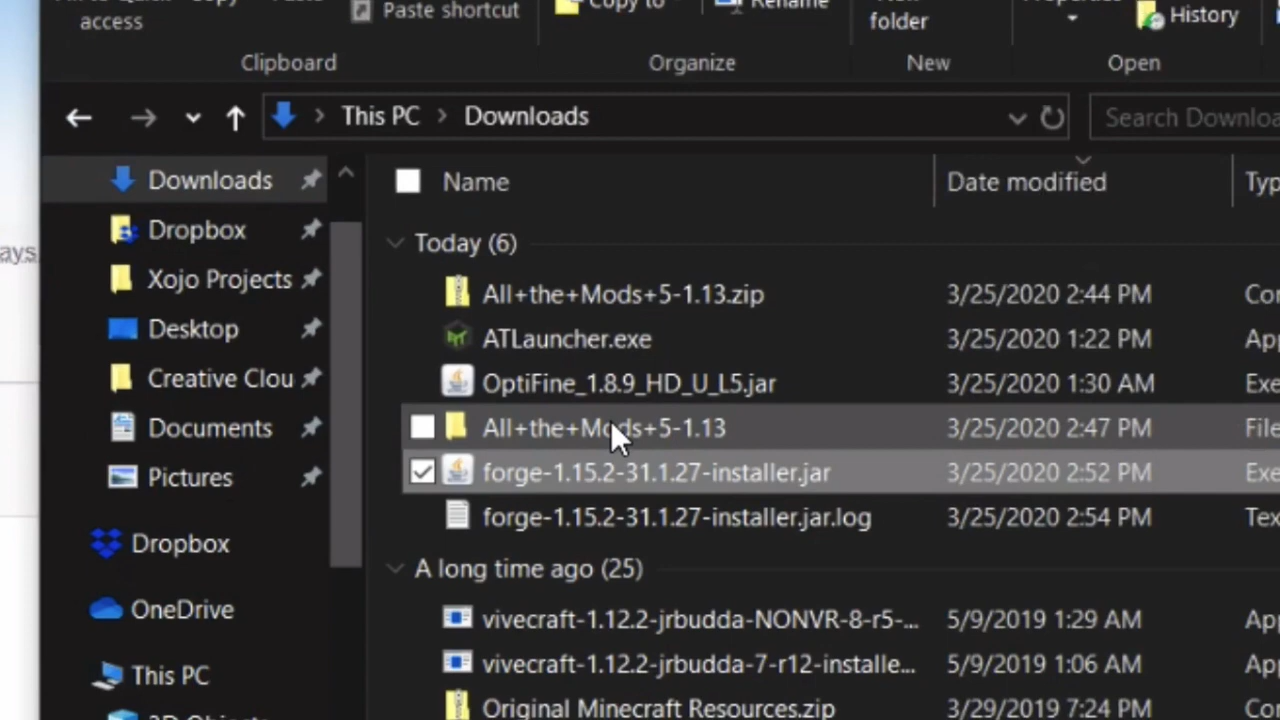 access
Paste shortcut
Copy to
Rename
folder
History
Clipboard
Organize
New
Open
This PC > Downloads
Search Downloa
Downloads
Dropbox
Xojo Projects
Desktop
Creative Clou
Documents
Pictures
Dropbox
OneDrive
This PC
3D Objects
ays
Name Date modified Typ
Today (6)
All+the+Mods+5-1.13.zip 3/25/2020 2:44 PM Con
ATLauncher.exe 3/25/2020 1:22 PM App
OptiFine_1.8.9_HD_U_L5.jar 3/25/2020 1:30 AM Exe
All+the+Mods+5-1.13 3/25/2020 2:47 PM File
forge-1.15.2-31.1.27-installer.jar 3/25/2020 2:52 PM Exe
forge-1.15.2-31.1.27-installer.jar.log 3/25/2020 2:54 PM Tex
A long time ago (25)
vivecraft-1.12.2-jrbudda-NONVR-8-r5-... 5/9/2019 1:29 AM App
vivecraft-1.12.2-jrbudda-7-r12-installe... 5/9/2019 1:06 AM App
Original Minecraft Resources.zip 3/29/2019 7:24 PM Con